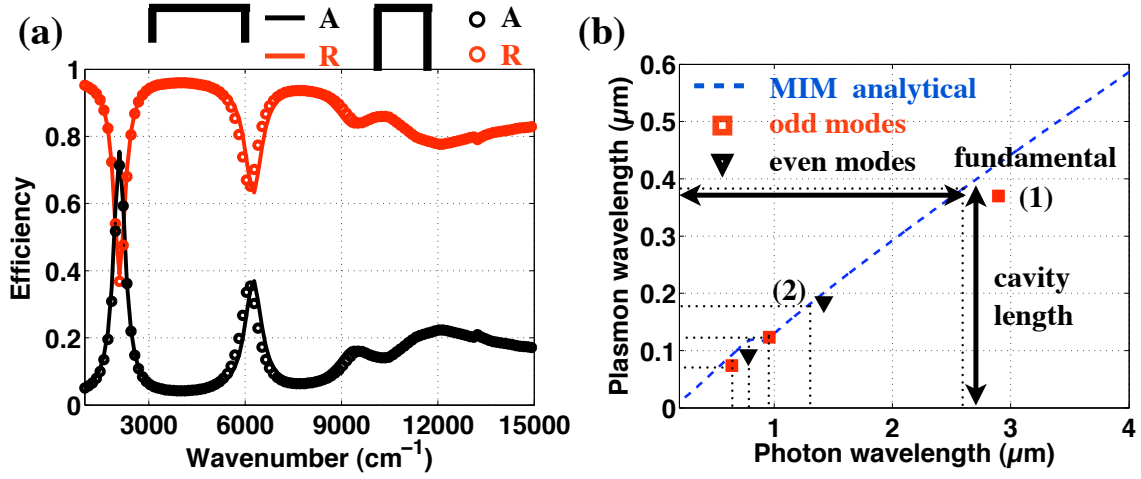 (a)
A
R
A
R
1
0.8
0.6
0.4
0.2
0
Efficiency
3000 6000 9000 12000 15000
Wavenumber (cm⁻¹)
(b)
0.6
0.5
0.4
0.3
0.2
0.1
0
Plasmon wavelength (μm)
MIM analytical
odd modes
even modes
fundamental
(1)
(2)
cavity
length
1 2 3 4
Photon wavelength (μm)